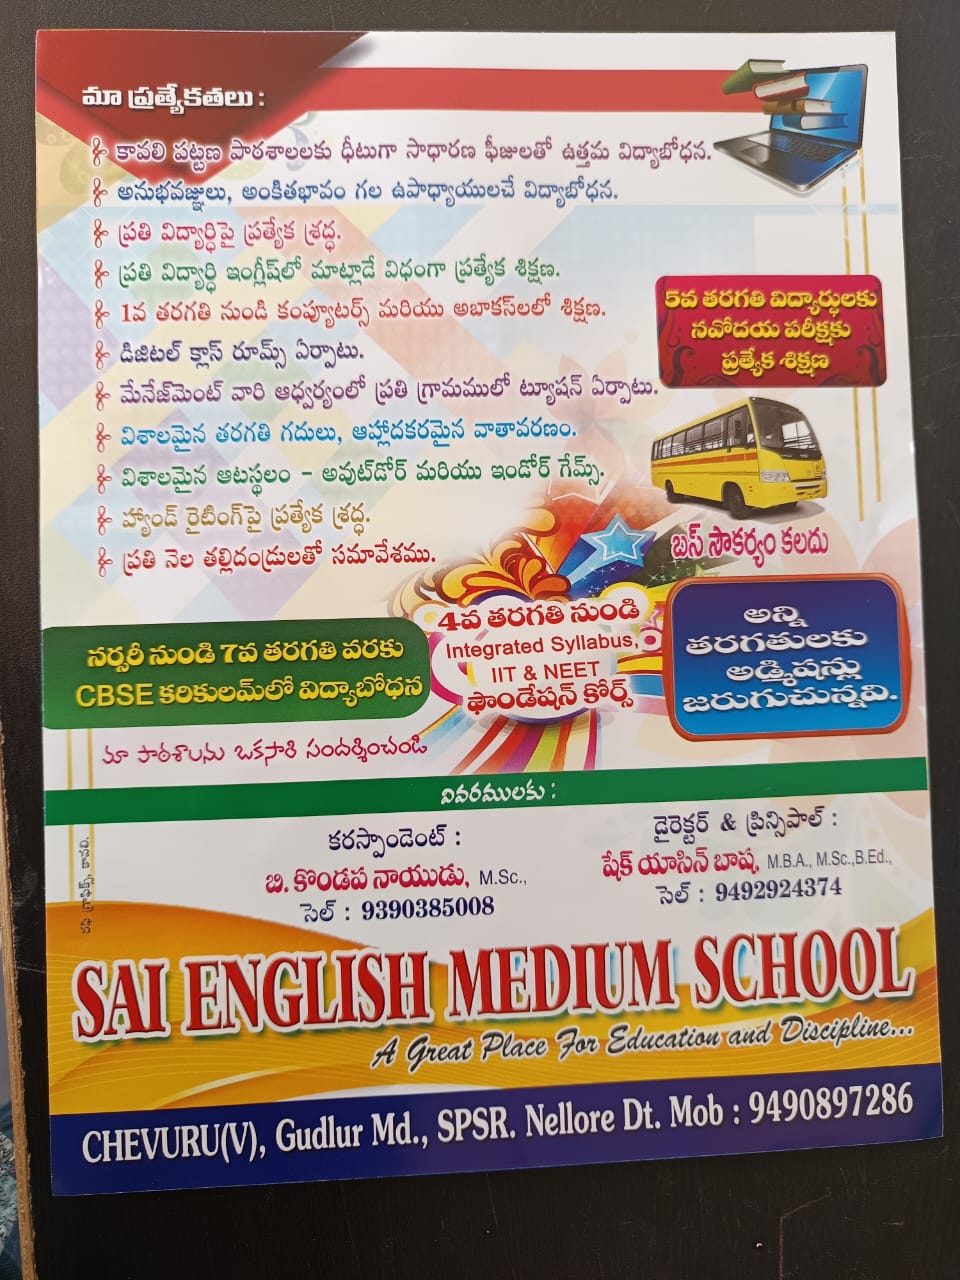 మా ప్రత్యేకతలు :
కావలి పట్టణ పాఠశాలలకు ధీటుగా సాధారణ ఫీజులతో ఉత్తమ విద్యాబోధన.
అనుభవజ్ఞులు, అంకితభావం గల ఉపాధ్యాయులచే విద్యాబోధన.
ప్రతి విద్యార్థిపై ప్రత్యేక శ్రద్ధ.
ప్రతి విద్యార్థి ఇంగ్లీష్‌లో మాట్లాడే విధంగా ప్రత్యేక శిక్షణ.
1వ తరగతి నుండి కంప్యూటర్స్ మరియు అబాకస్‌లలో శిక్షణ.
డిజిటల్ క్లాస్ రూమ్స్ ఏర్పాటు.
మేనేజ్‌మెంట్ వారి ఆధ్వర్యంలో ప్రతి గ్రామములో ట్యూషన్ ఏర్పాటు.
విశాలమైన తరగతి గదులు, ఆహ్లాదకరమైన వాతావరణం.
విశాలమైన ఆటస్థలం - అవుట్‌డోర్ మరియు ఇండోర్ గేమ్స్.
హ్యాండ్ రైటింగ్‌పై ప్రత్యేక శ్రద్ధ.
ప్రతి నెల తల్లిదండ్రులతో సమావేశము.
5వ తరగతి విద్యార్థులకు
నవోదయ పరీక్షకు
ప్రత్యేక శిక్షణ
బస్ సౌకర్యం కలదు
నర్సరీ నుండి 7వ తరగతి వరకు
CBSE కరికులమ్‌లో విద్యాబోధన
4వ తరగతి నుండి
Integrated Syllabus,
IIT & NEET
ఫౌండేషన్ కోర్స్
అన్ని
తరగతులకు
అడ్మిషన్లు
జరుగుచున్నవి.
మా పాఠశాలను ఒకసారి సందర్శించండి
వివరములకు :
కరస్పాండెంట్ :
బి. కొండప నాయుడు, M.Sc.,
సెల్ : 9390385008
డైరెక్టర్ & ప్రిన్సిపాల్ :
షేక్ యాసిన్ బాష, M.B.A., M.Sc.,B.Ed.,
సెల్ : 9492924374
రఫి గ్రాఫిక్స్, కావలి.
SAI ENGLISH MEDIUM SCHOOL
A Great Place For Education and Discipline...
CHEVURU(V), Gudlur Md., SPSR. Nellore Dt. Mob : 9490897286